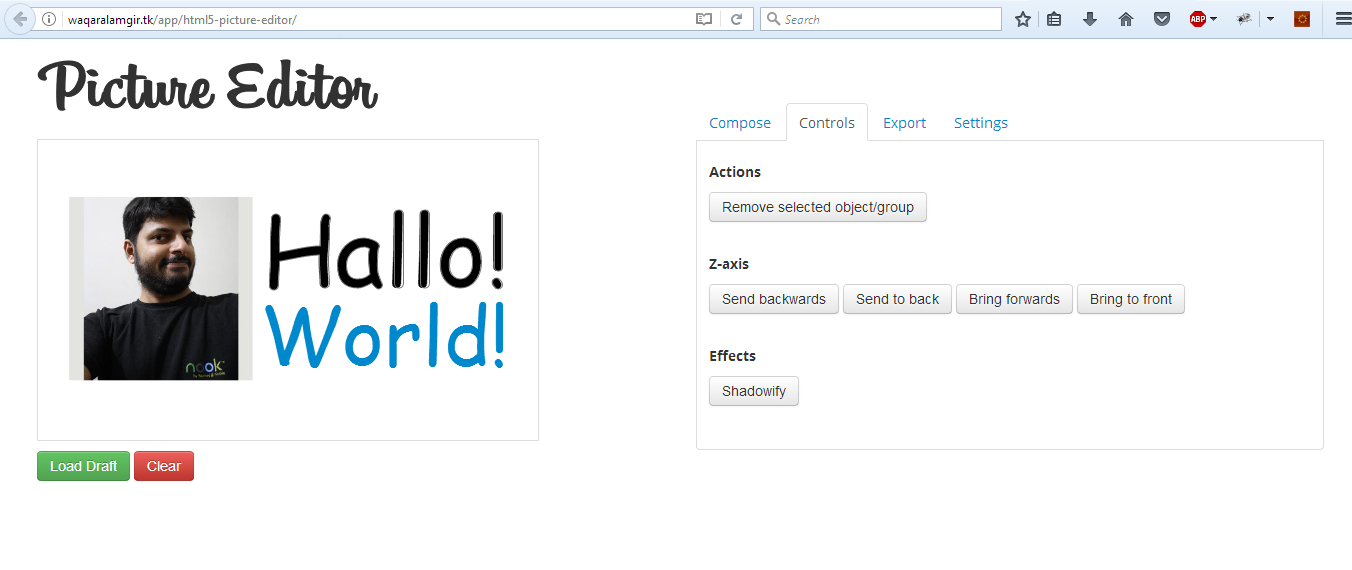 waqaralamgir.tk/app/html5-picture-editor/
Search
ABP
Picture Editor
Compose Controls Export Settings
Actions
Remove selected object/group
Z-axis
Send backwards Send to back Bring forwards Bring to front
Effects
Shadowify
Hallo!
World!
nook
Load Draft Clear